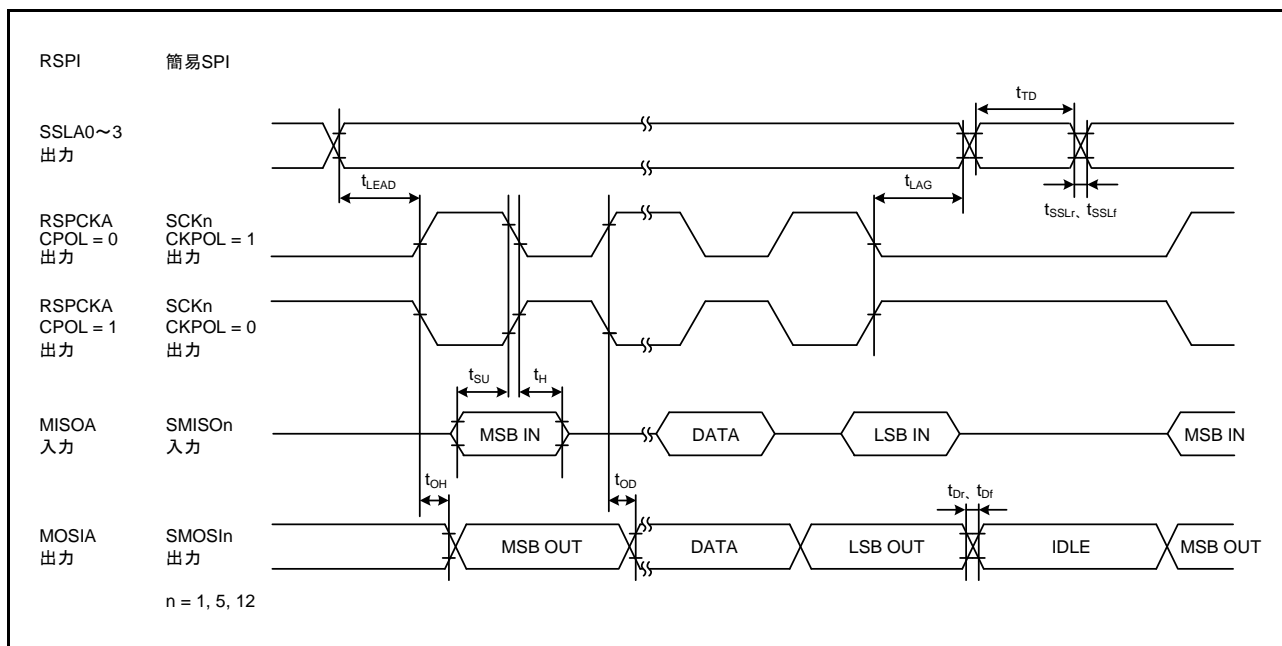 RSPI 簡易SPI
tTD
SSLA0～3
出力
tLEAD tLAG
tSSLr、tSSLf
RSPCKA SCKn
CPOL = 0 CKPOL = 1
出力 出力
RSPCKA SCKn
CPOL = 1 CKPOL = 0
出力 出力
tSU tH
MISOA SMISOn
入力 入力
MSB IN DATA LSB IN MSB IN
tOH tOD tDr、tDf
MOSIA SMOSIn
出力 出力
MSB OUT DATA LSB OUT IDLE MSB OUT
n = 1, 5, 12